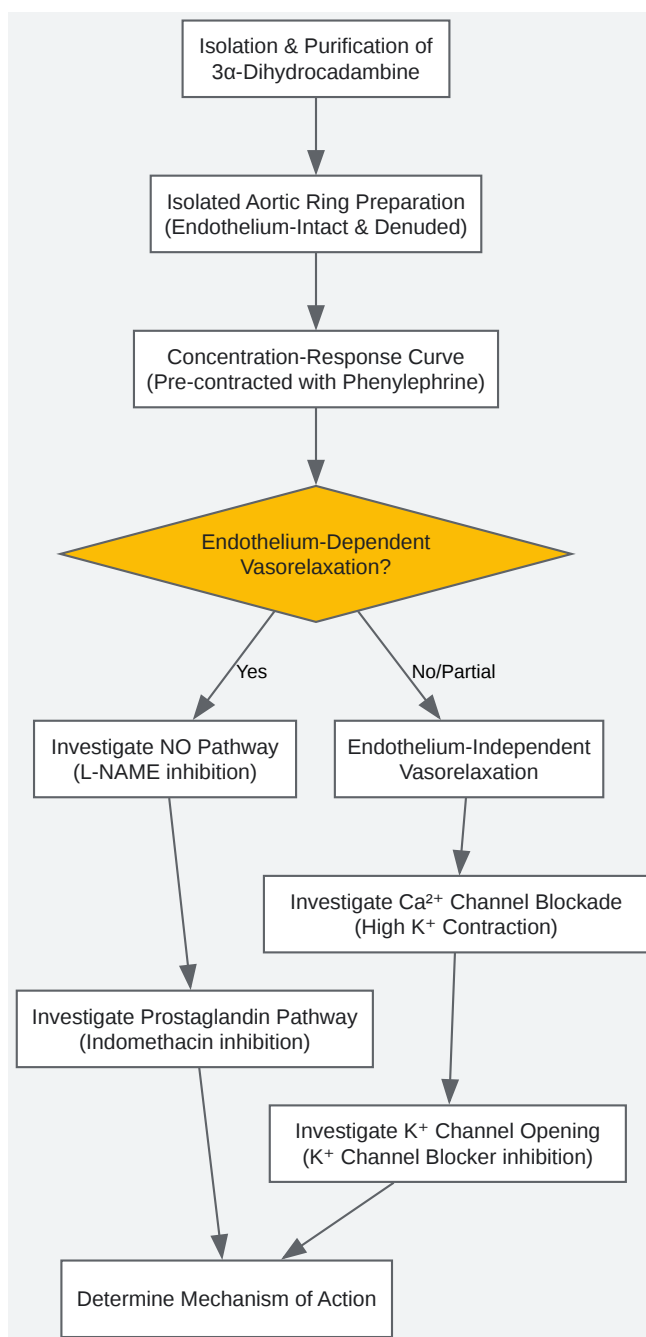 Isolation & Purification of
3α-Dihydrocadambine
Isolated Aortic Ring Preparation
(Endothelium-Intact & Denuded)
Concentration-Response Curve
(Pre-contracted with Phenylephrine)
Endothelium-Dependent
Vasorelaxation?
Yes
No/Partial
Investigate NO Pathway
(L-NAME inhibition)
Endothelium-Independent
Vasorelaxation
Investigate Ca²⁺ Channel Blockade
(High K⁺ Contraction)
Investigate Prostaglandin Pathway
(Indomethacin inhibition)
Investigate K⁺ Channel Opening
(K⁺ Channel Blocker inhibition)
Determine Mechanism of Action